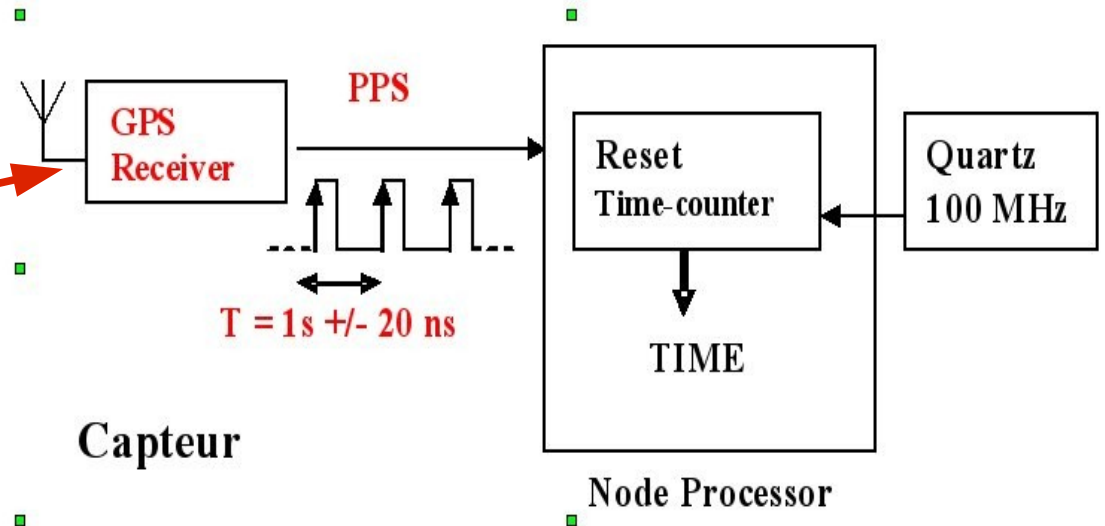 PPS
GPS
Receiver
Reset
Time-counter
Quartz
100 MHz
T = 1s +/- 20 ns
TIME
Capteur
Node Processor